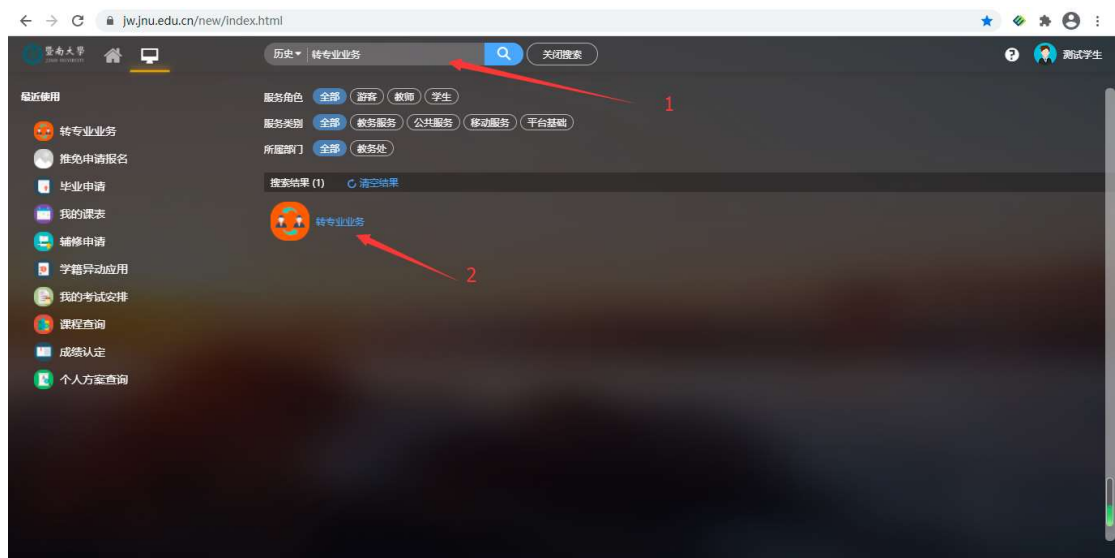 jw.jnu.edu.cn/new/index.html
暨南大學
历史 转专业业务 关闭搜索 ? 测试学生
最近使用
转专业业务
推免申请报名
毕业申请
我的课表
辅修申请
学籍异动应用
我的考试安排
课程查询
成绩认定
个人方案查询
服务角色 全部 游客 教师 学生
服务类别 全部 教务服务 公共服务 移动服务 平台基础
所属部门 全部 教务处
搜索结果 (1) 清空结果
转专业业务
1
2